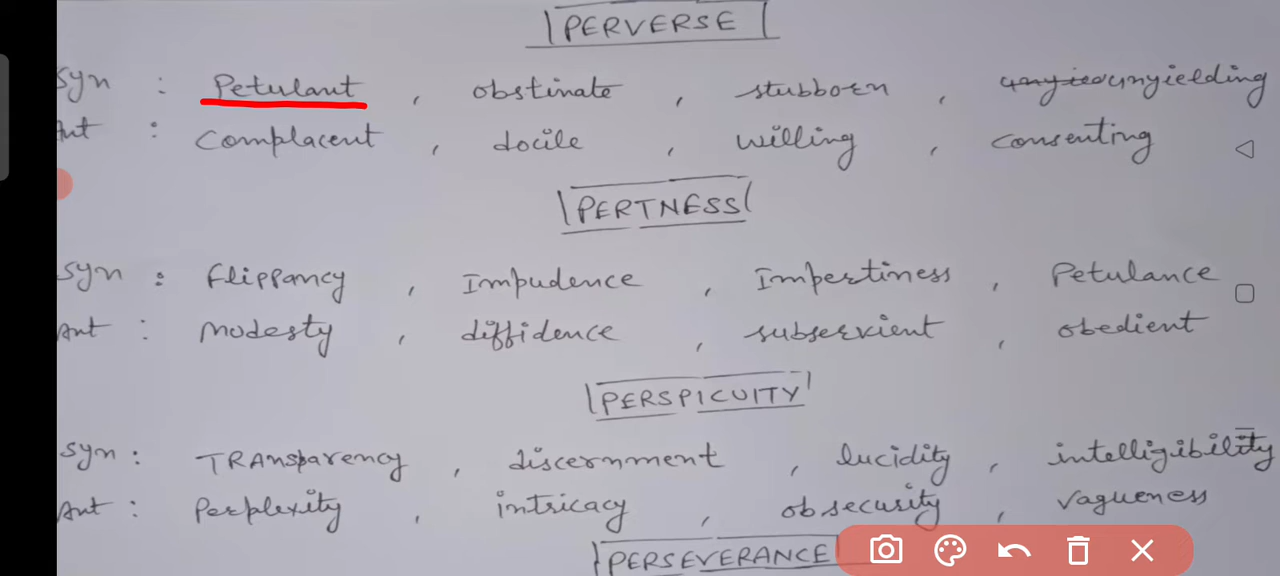 PERVERSE
Syn : Petulant , obstinate , stubborn , unyielding
Ant : Complacent , docile , willing , consenting
PERTNESS
Syn : Flippancy , Impudence , Impertiness , Petulance
Ant : Modesty , diffidence , subservient , obedient
PERSPICUITY
Syn : TRANsparency , discernment , lucidity , intelligibility
Ant : Perplexity , intricacy , obsecurity , vagueness
PERSEVERANCE